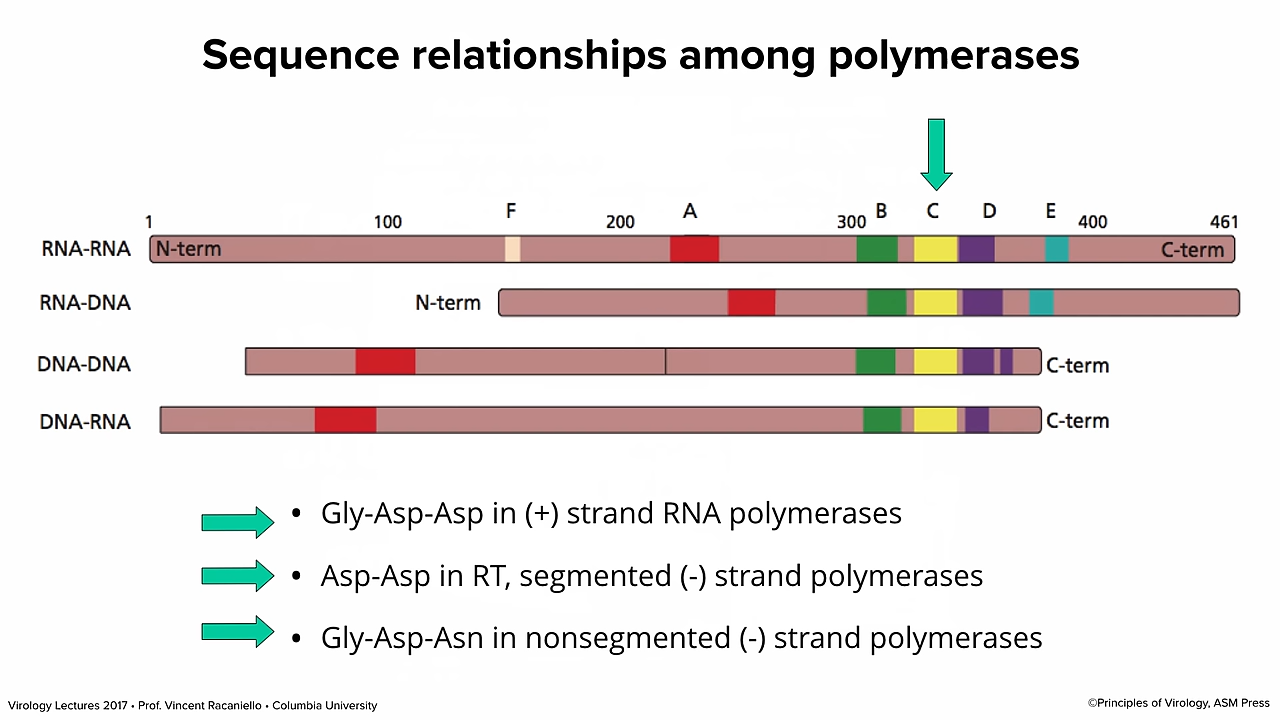 Sequence relationships among polymerases
F A B C D E
1 100 200 300 400 461
RNA-RNA N-term C-term
RNA-DNA N-term
DNA-DNA C-term
DNA-RNA C-term
• Gly-Asp-Asp in (+) strand RNA polymerases
• Asp-Asp in RT, segmented (-) strand polymerases
• Gly-Asp-Asn in nonsegmented (-) strand polymerases
Virology Lectures 2017 • Prof. Vincent Racaniello • Columbia University
©Principles of Virology, ASM Press